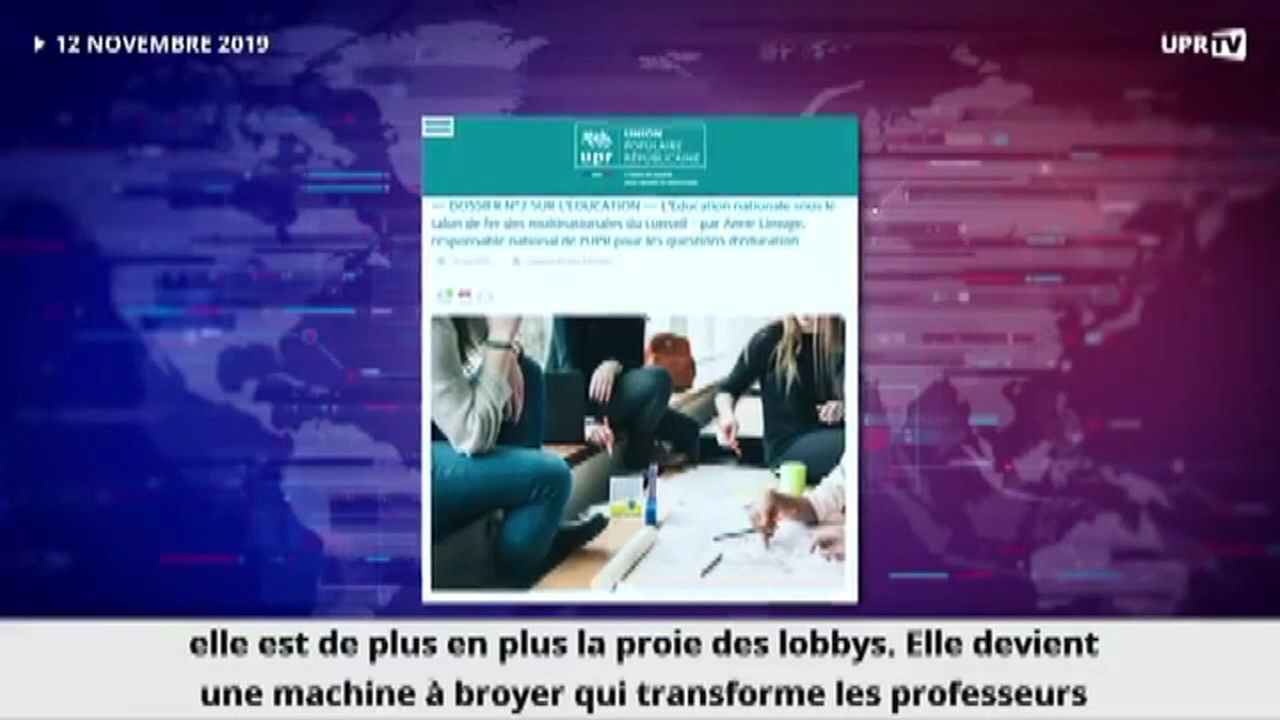 12 NOVEMBRE 2019
UPR TV
UNION
upr POPULAIRE
RÉPUBLICAINE
— DOSSIER N°2 SUR L'ÉDUCATION — L'Éducation nationale sous le
talon de fer des multinationales du conseil - par Anne Limoge,
responsable national de l'UPR pour les questions d'éducation
elle est de plus en plus la proie des lobbys. Elle devient
une machine à broyer qui transforme les professeurs